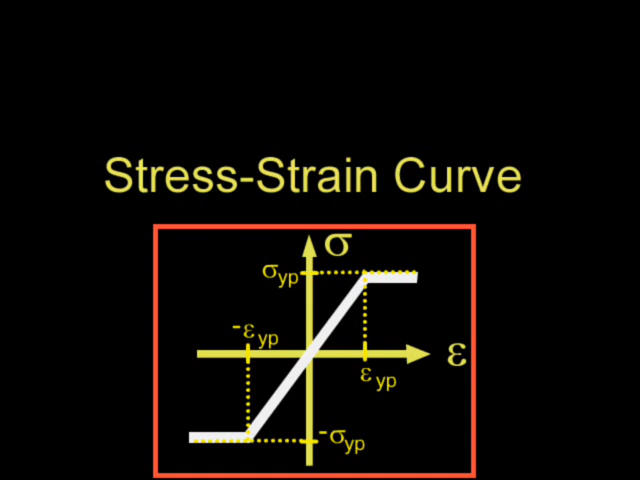 Stress-Strain Curve
σ
σyp
-εyp
ε
εyp
-σyp